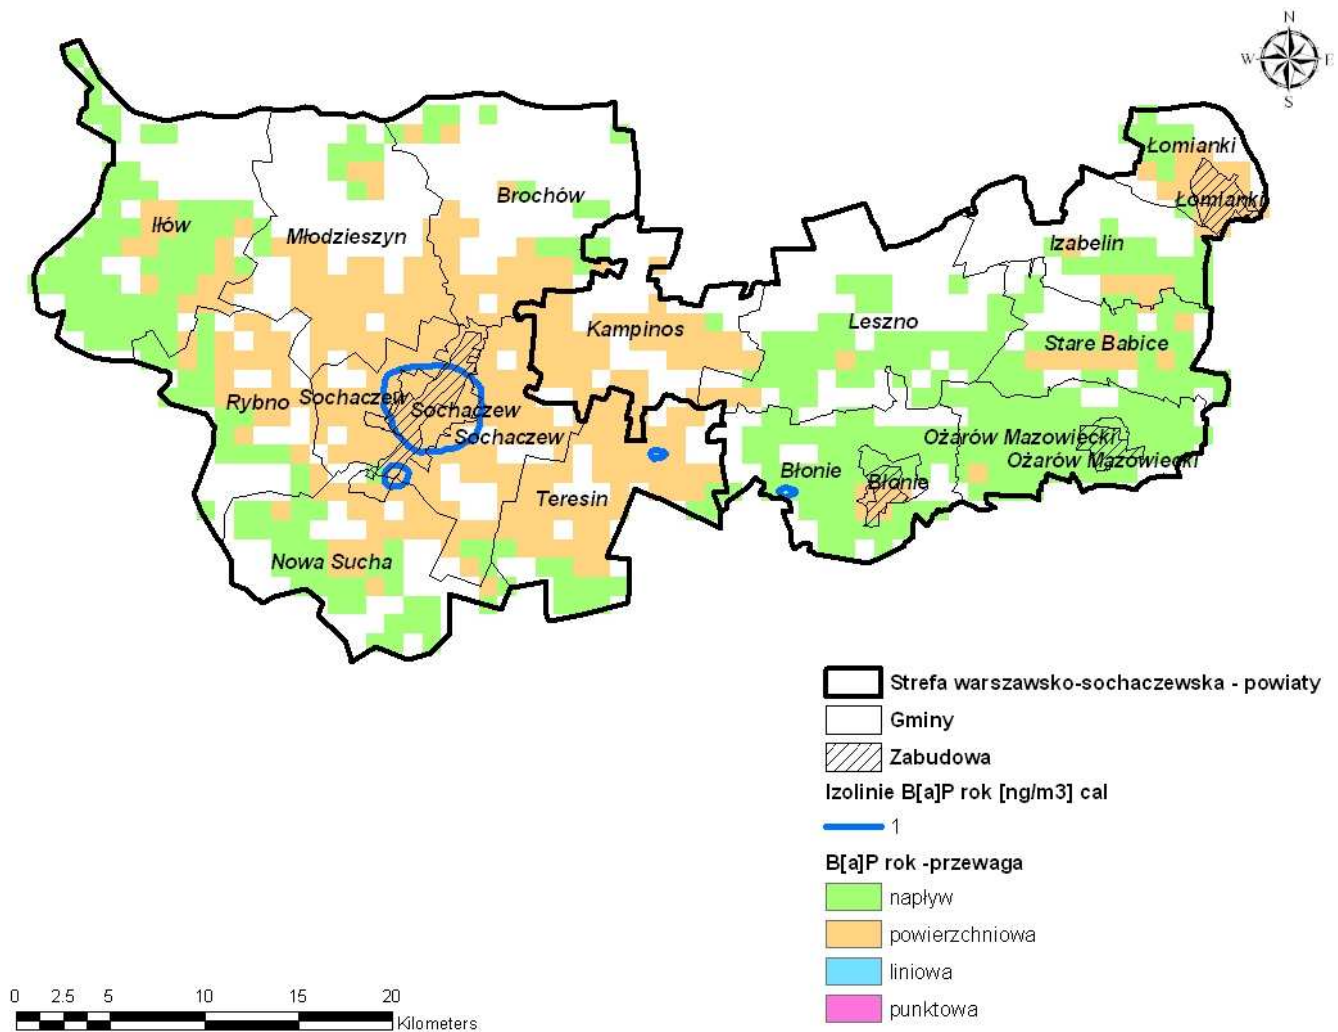 N
W E
S
Łomianki
Łomianki
Brochów
Iłów
Młodzieszyn
Izabelin
Kampinos
Leszno
Stare Babice
Rybno
Sochaczew
Sochaczew
Sochaczew
Ożarów Mazowiecki
Ożarów Mazowiecki
Błonie
Błonie
Teresin
Nowa Sucha
Strefa warszawsko-sochaczewska - powiaty
Gminy
Zabudowa
Izolinie B[a]P rok [ng/m3] cal
1
B[a]P rok -przewaga
napływ
powierzchniowa
liniowa
punktowa
0 2.5 5 10 15 20
Kilometers